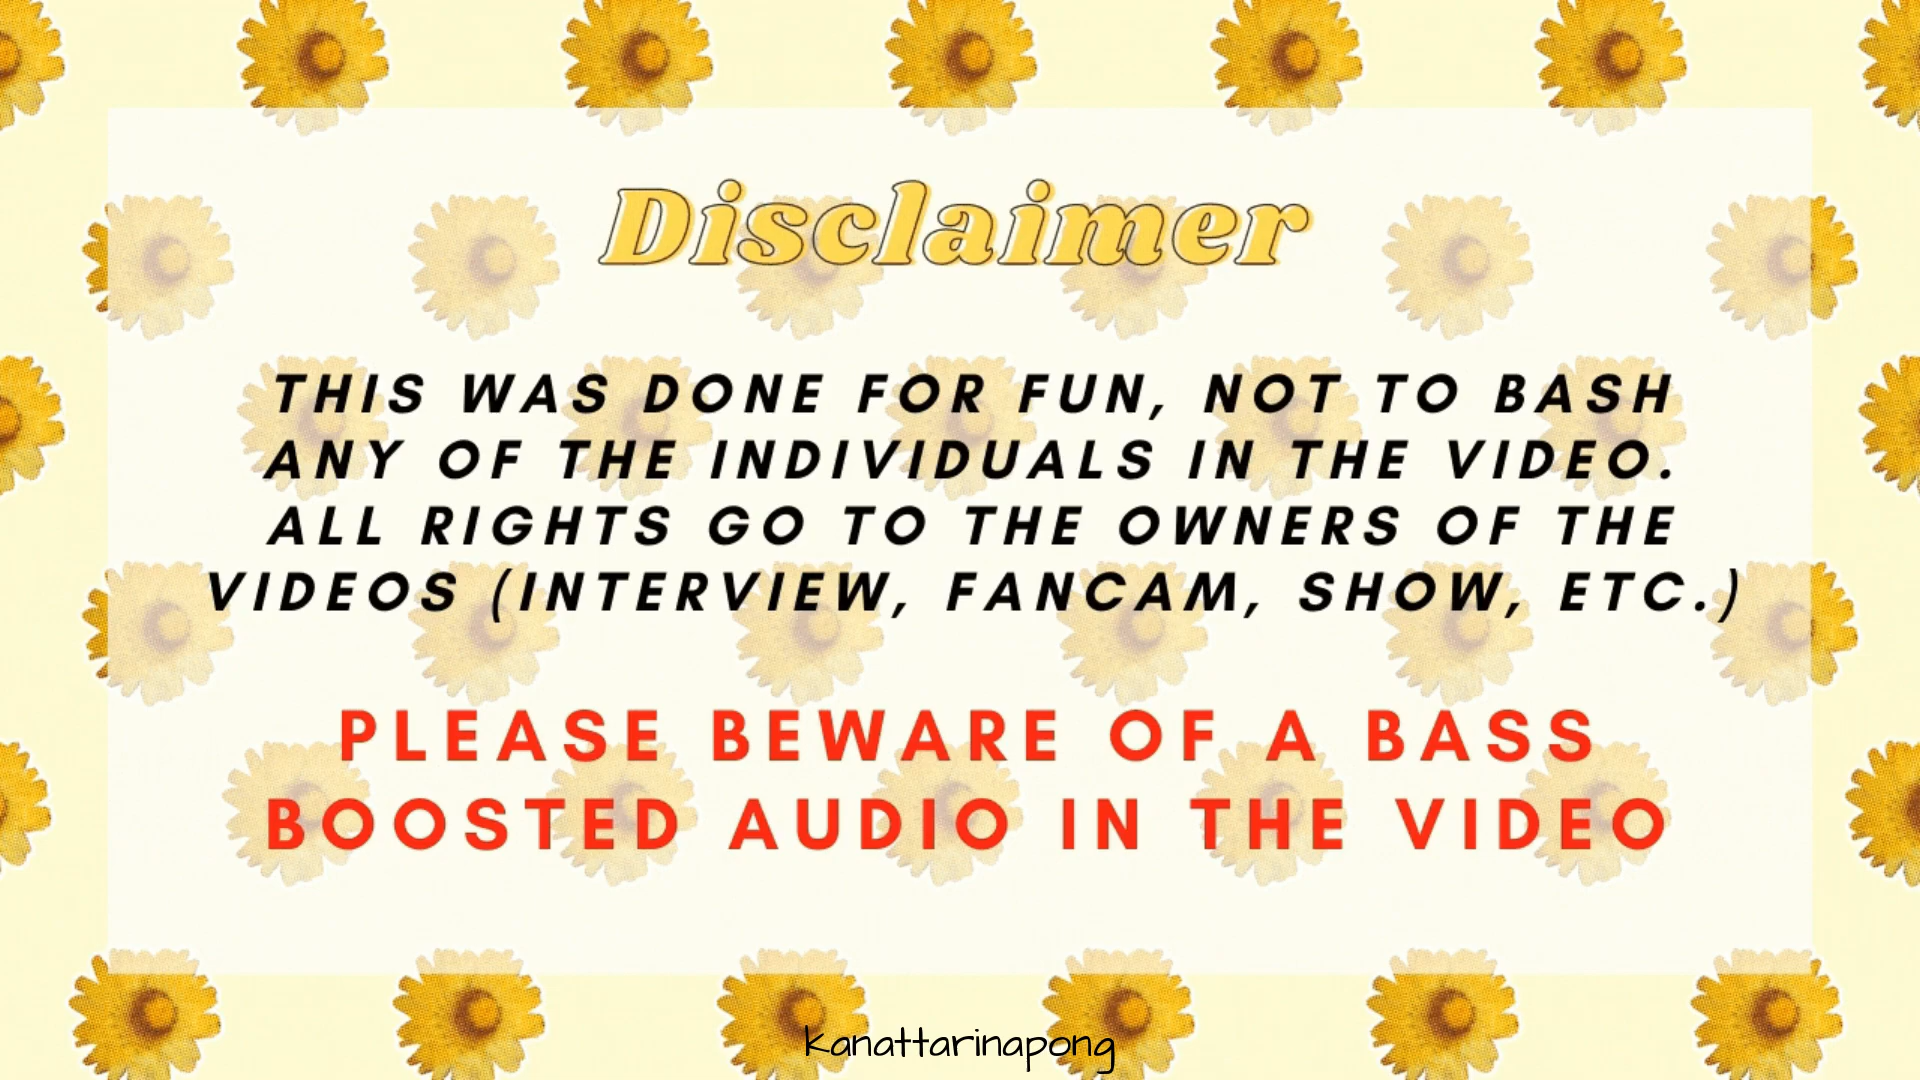 Disclaimer
THIS WAS DONE FOR FUN, NOT TO BASH
ANY OF THE INDIVIDUALS IN THE VIDEO.
ALL RIGHTS GO TO THE OWNERS OF THE
VIDEOS (INTERVIEW, FANCAM, SHOW, ETC.)
PLEASE BEWARE OF A BASS
BOOSTED AUDIO IN THE VIDEO
kanattarinapong